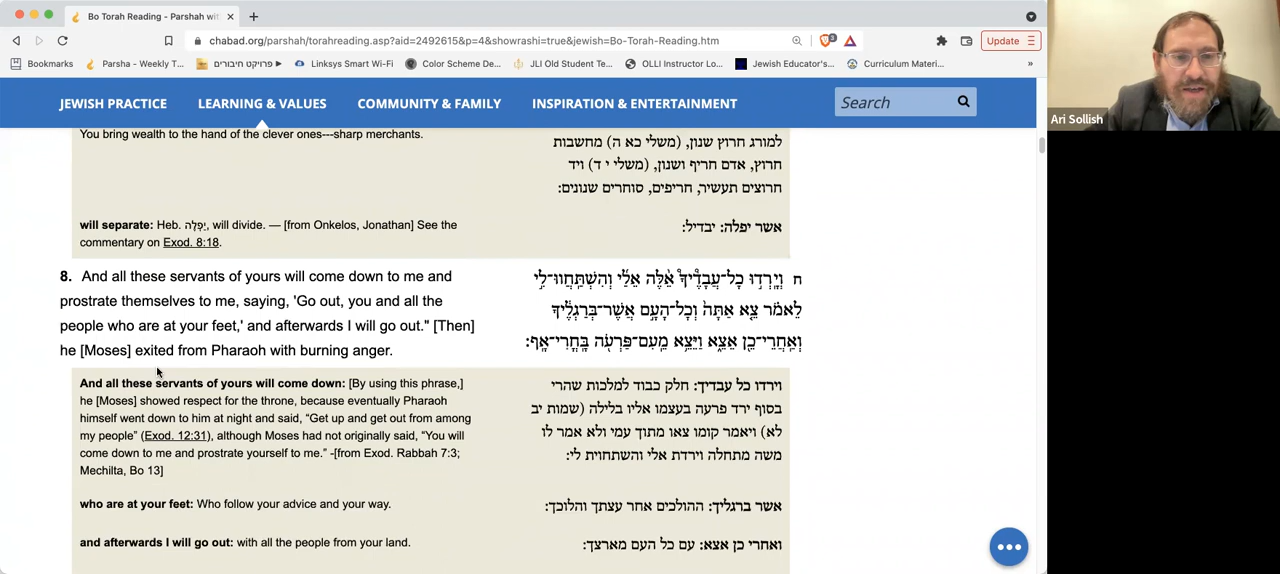 Bo Torah Reading - Parshah wit
chabad.org/parshah/torahreading.asp?aid=2492615&p=4&showrashi=true&jewish=Bo-Torah-Reading.htm
3
Update
Bookmarks
Parsha - Weekly T...
פרויקט חיבורים
Linksys Smart Wi-Fi
Color Scheme De...
JLI Old Student Te...
OLLI Instructor Lo...
Jewish Educator's...
Curriculum Materi...
»
JEWISH PRACTICE
LEARNING & VALUES
COMMUNITY & FAMILY
INSPIRATION & ENTERTAINMENT
Search
Ari Sollish
You bring wealth to the hand of the clever ones---sharp merchants.
למורג חרוץ שנון, (משלי כא ה) מחשבות
חרוץ, אדם חריף ושנון, (משלי י ד) ויד
חרוצים תעשיר, חריפים, סוחרים שנונים:
will separate: Heb. יַפְלֶה, will divide. — [from Onkelos, Jonathan] See the
commentary on Exod. 8:18.
אשר יפלה: יבדיל:
8. And all these servants of yours will come down to me and
prostrate themselves to me, saying, 'Go out, you and all the
people who are at your feet,' and afterwards I will go out." [Then]
he [Moses] exited from Pharaoh with burning anger.
ח וְיָֽרְד֣וּ כָל־עֲבָדֶ֩יךָ֩ אֵ֨לֶּה אֵלַ֜י וְהִשְׁתַּֽחֲווּ־לִ֣י
לֵאמֹ֗ר צֵ֤א אַתָּה֙ וְכָל־הָעָ֣ם אֲשֶׁר־בְּרַגְלֶ֔יךָ
וְאַֽחֲרֵי־כֵ֖ן אֵצֵ֑א וַיֵּצֵ֥א מֵֽעִם־פַּרְעֹ֖ה בָּֽחֳרִי־אָֽף:
And all these servants of yours will come down: [By using this phrase,]
he [Moses] showed respect for the throne, because eventually Pharaoh
himself went down to him at night and said, “Get up and get out from among
my people” (Exod. 12:31), although Moses had not originally said, “You will
come down to me and prostrate yourself to me.” -[from Exod. Rabbah 7:3;
Mechilta, Bo 13]
וירדו כל עבדיך: חלק כבוד למלכות שהרי
בסוף ירד פרעה בעצמו אליו בלילה (שמות יב
לא) ויאמר קומו צאו מתוך עמי ולא אמר לו
משה מתחלה וירדת אלי והשתחוית לי:
who are at your feet: Who follow your advice and your way.
אשר ברגליך: ההולכים אחר עצתך והלוכך:
and afterwards I will go out: with all the people from your land.
ואחרי כן אצא: עם כל העם מארצך: